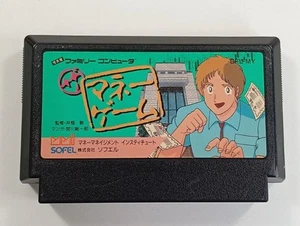 ファミリーコンピュータ
ザ
マネー
ゲーム
マネーマネイジメント インスティチュート
SOFEL 株式会社 ソフエル